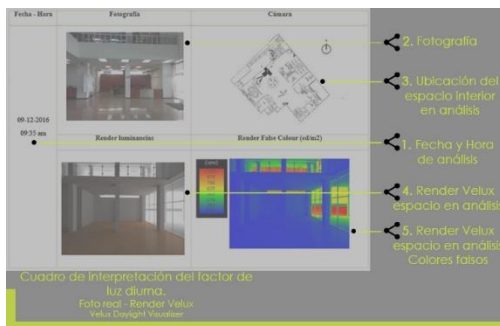 Fecha - Hora
Fotografía
Cámara
2. Fotografía
3. Ubicación del
espacio interior
en análisis
09-12-2016
09:35 am
1. Fecha y Hora
de análisis
Render luminancias
Render False Colour (cd/m2)
4. Render Velux
espacio en análisis
5. Render Velux
espacio en análisis
Colores falsos
Cuadro de interpretación del factor de
luz diurna.
Foto real - Render Velux
Velux Daylight Visualizer